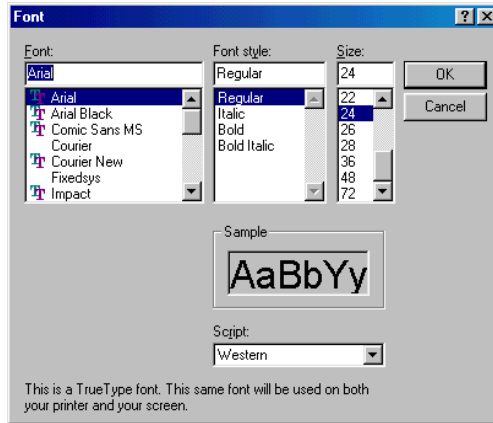 Font
Font: Font style: Size:
Arial Regular 24 OK
Arial Regular 22 Cancel
Arial Black Italic 24
Comic Sans MS Bold 26
Courier Bold Italic 28
Courier New 36
Fixedsys 48
Impact 72
Sample
AaBbYy
Script:
Western
This is a TrueType font. This same font will be used on both
your printer and your screen.